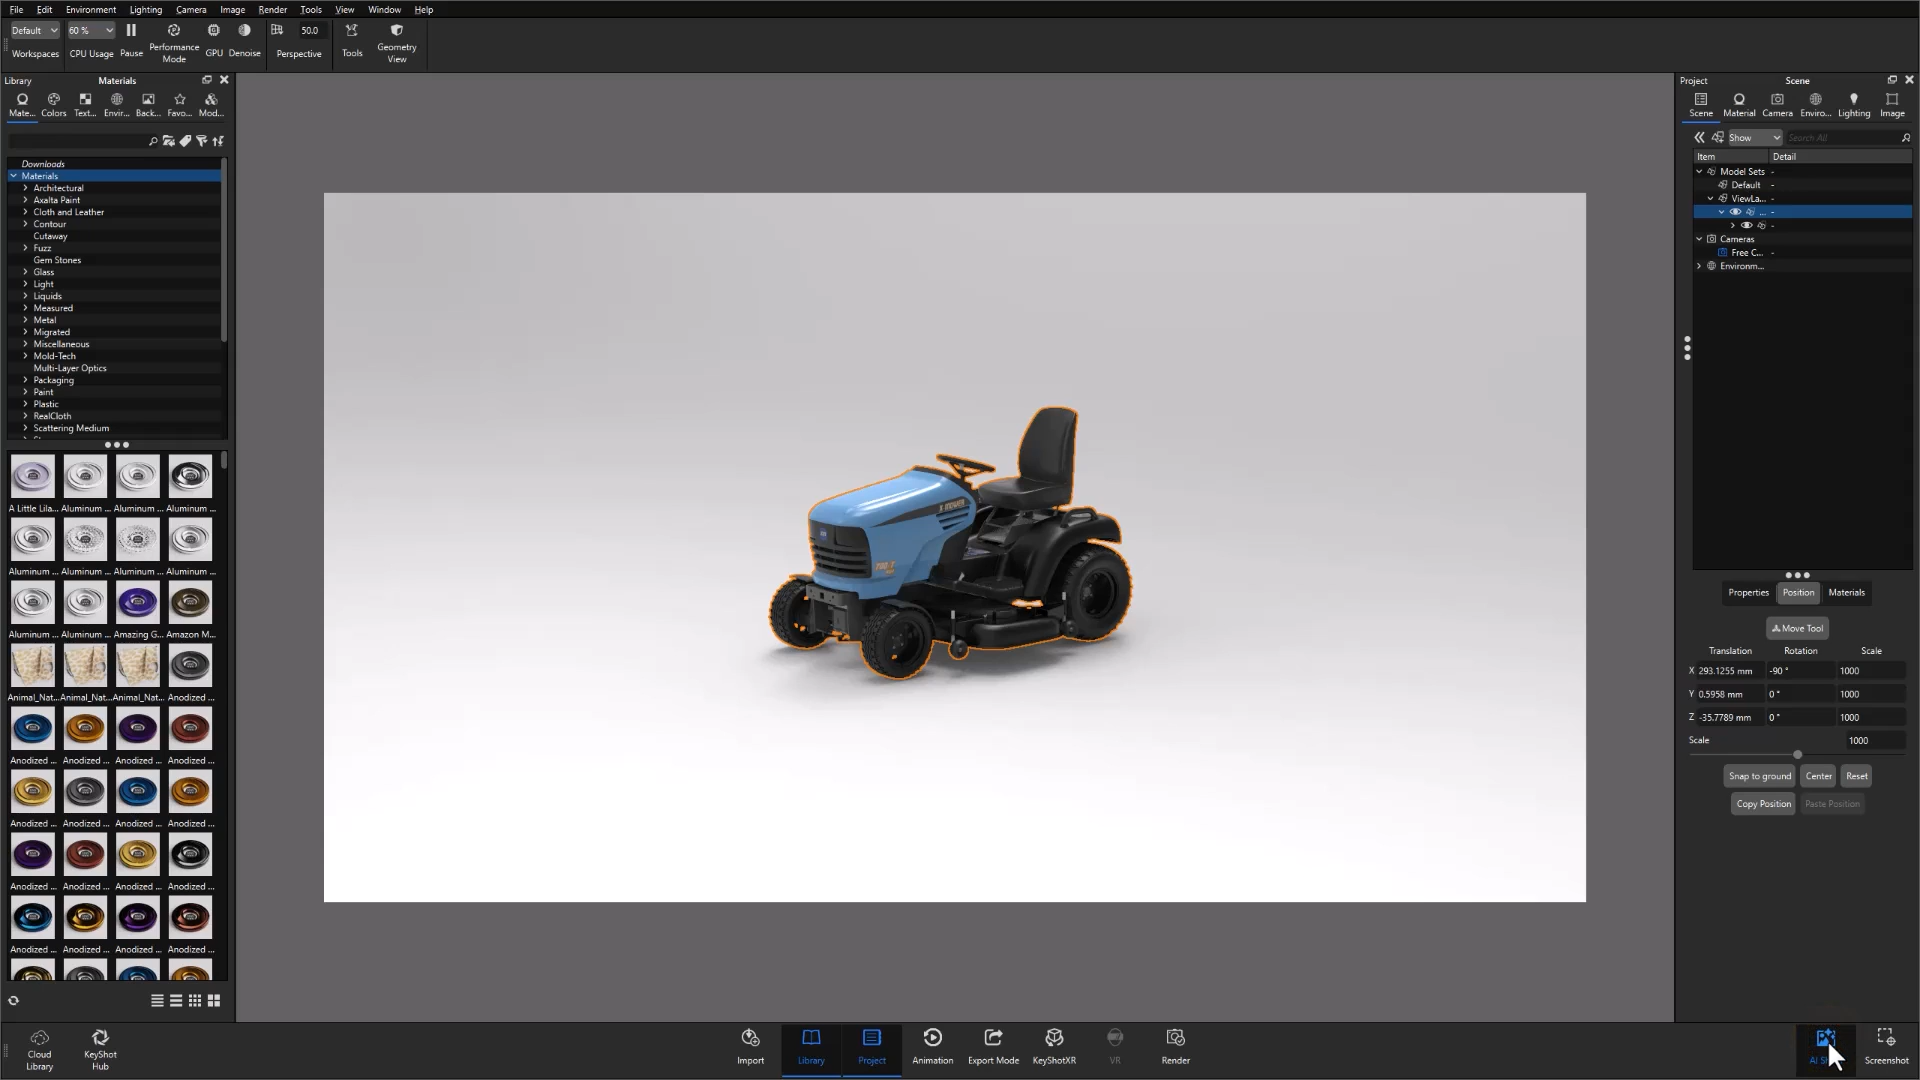 File Edit Environment Lighting Camera Image Render Tools View Window Help
Default 60 % 50.0
Workspaces CPU Usage Pause Performance Mode GPU Denoise Perspective Tools Geometry View
Library Materials
Mate... Colors Text... Envir... Back... Favo... Mod...
Downloads
Materials
Architectural
Axalta Paint
Cloth and Leather
Contour
Cutaway
Fuzz
Gem Stones
Glass
Light
Liquids
Measured
Metal
Migrated
Miscellaneous
Mold-Tech
Multi-Layer Optics
Packaging
Paint
Plastic
RealCloth
Scattering Medium
A Little Lila... Aluminum ... Aluminum ... Aluminum ...
Aluminum ... Aluminum ... Aluminum ... Aluminum ...
Aluminum ... Aluminum ... Amazing G... Amazon M...
Animal_Nat... Animal_Nat... Animal_Nat... Anodized ...
Anodized ... Anodized ... Anodized ... Anodized ...
Anodized ... Anodized ... Anodized ... Anodized ...
Anodized ... Anodized ... Anodized ... Anodized ...
Anodized ... Anodized ... Anodized ... Anodized ...
Project Scene
Scene Material Camera Enviro... Lighting Image
Show Search All
Item Detail
Model Sets -
Default -
ViewLa... -
... -
-
Cameras
Free C... -
Environm...
Properties Position Materials
Move Tool
Translation Rotation Scale
X 293.1255 mm -90 ° 1000
Y 0.5958 mm 0 ° 1000
Z -35.7789 mm 0 ° 1000
Scale 1000
Snap to ground Center Reset
Copy Position Paste Position
Cloud Library KeyShot Hub Import Library Project Animation Export Mode KeyShotXR VR Render AI Screenshot